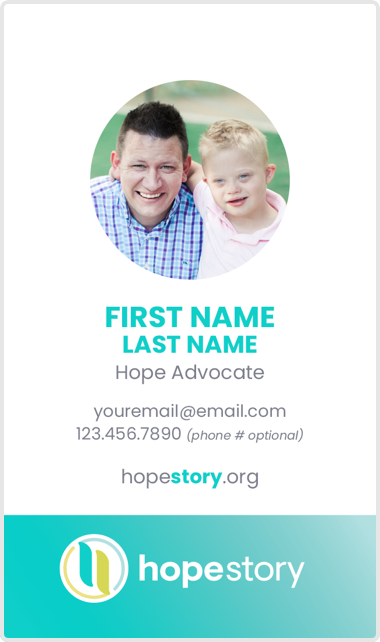 FIRST NAME
LAST NAME
Hope Advocate
youremail@email.com
123.456.7890 (phone # optional)
hopestory.org
hopestory